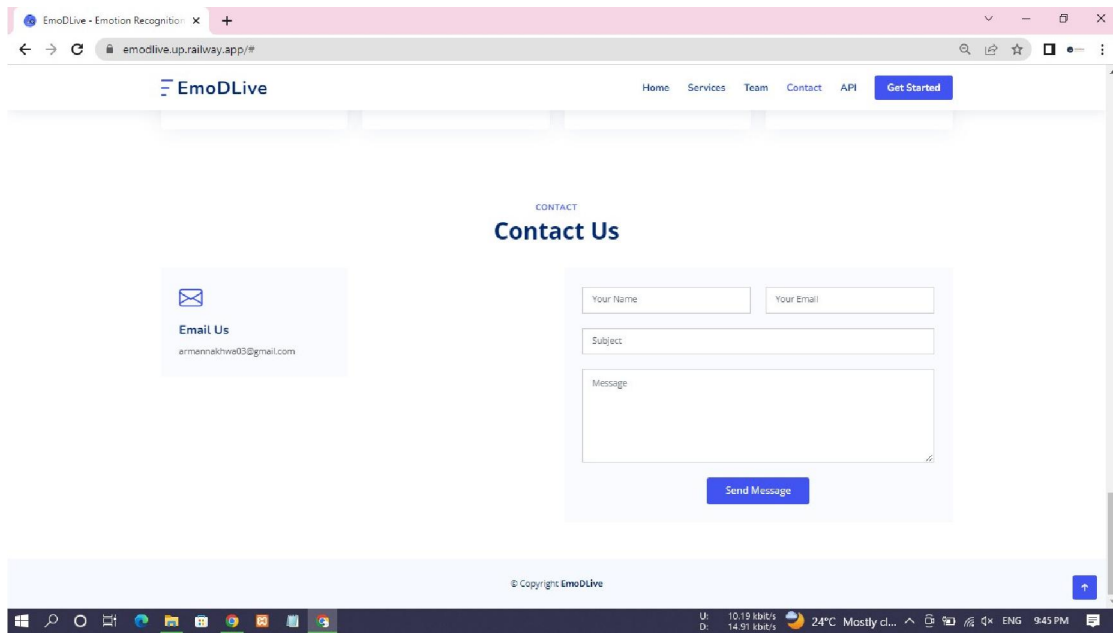 EmoDLive - Emotion Recognition
emodlive.up.railway.app/#
EmoDLive
Home Services Team Contact API Get Started
CONTACT
Contact Us
Email Us
armannakhwa03@gmail.com
Your Name Your Email
Subject
Message
Send Message
© Copyright EmoDLive
U: 10.19 kbit/s
D: 14.91 kbit/s
24°C Mostly cl... ENG 9:45 PM